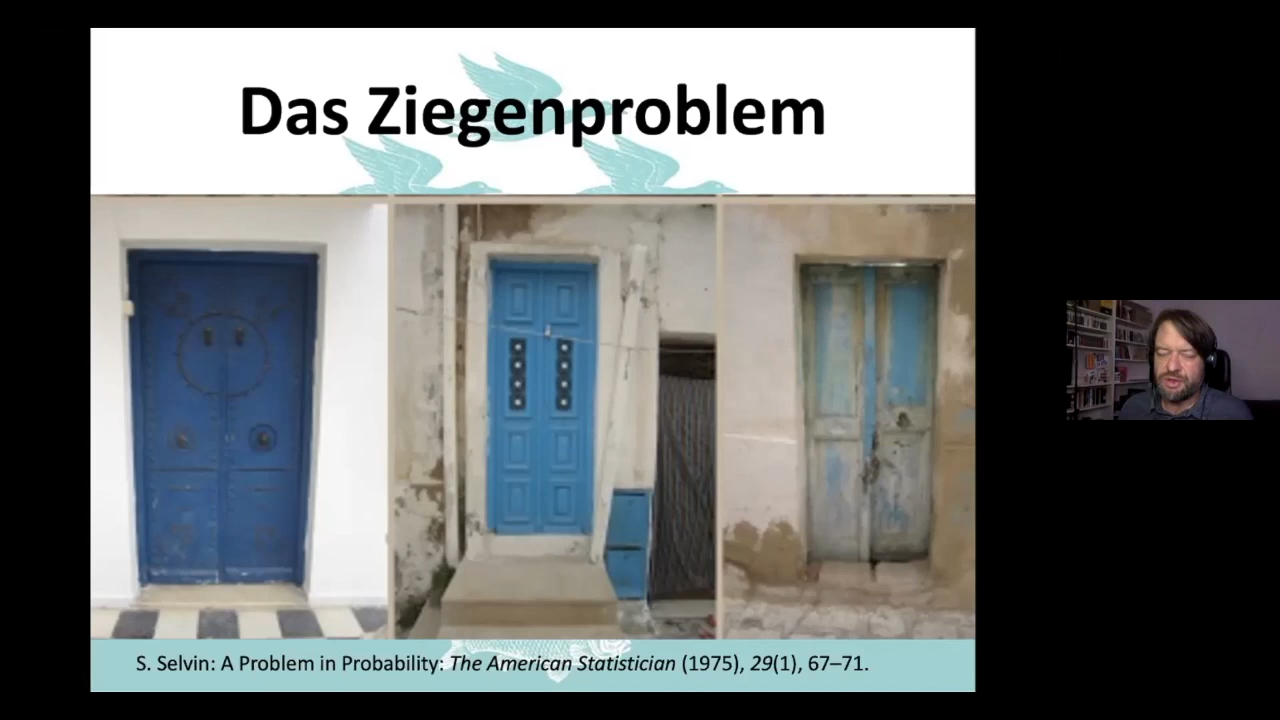 Das Ziegenproblem
S. Selvin: A Problem in Probability: The American Statistician (1975), 29(1), 67–71.